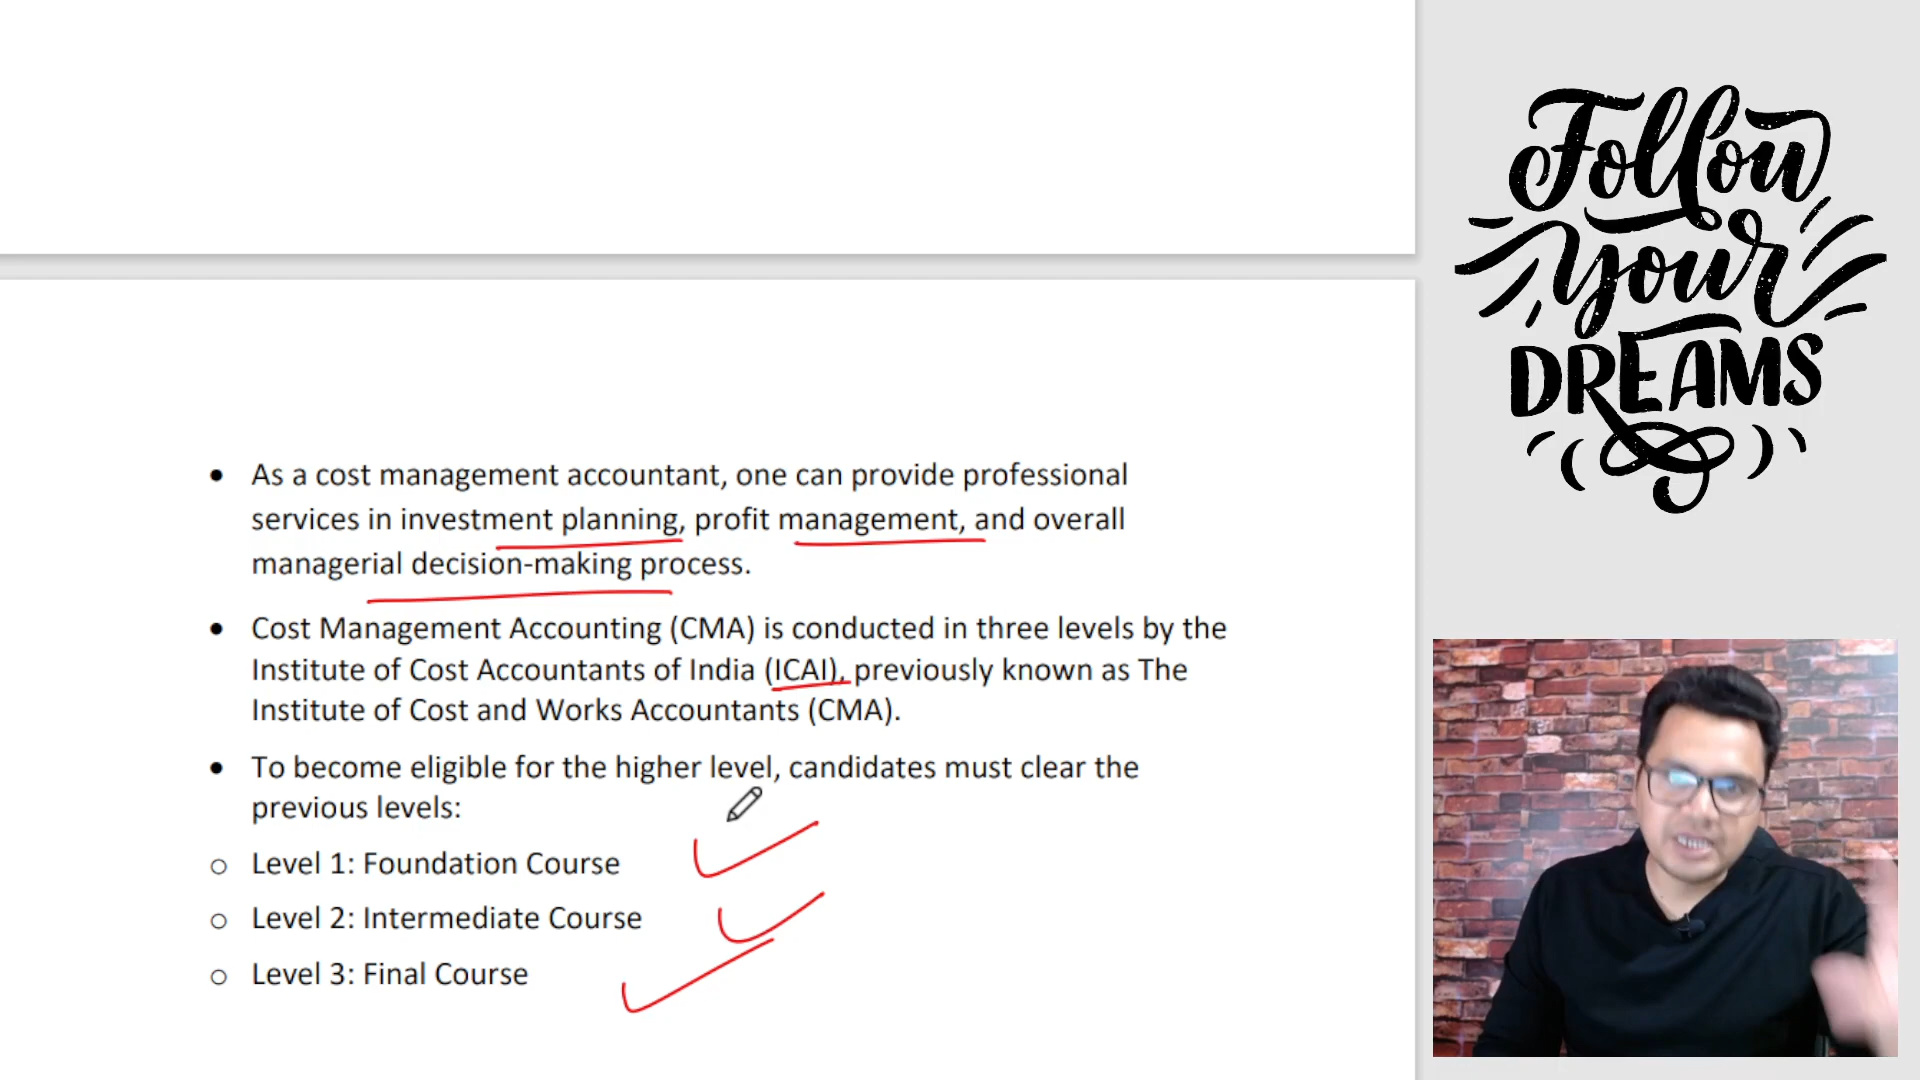 As a cost management accountant, one can provide professional
services in investment planning, profit management, and overall
managerial decision-making process.
Cost Management Accounting (CMA) is conducted in three levels by the
Institute of Cost Accountants of India (ICAI), previously known as The
Institute of Cost and Works Accountants (CMA).
To become eligible for the higher level, candidates must clear the
previous levels:
Level 1: Foundation Course
Level 2: Intermediate Course
Level 3: Final Course
Follow
Your
DREAMS